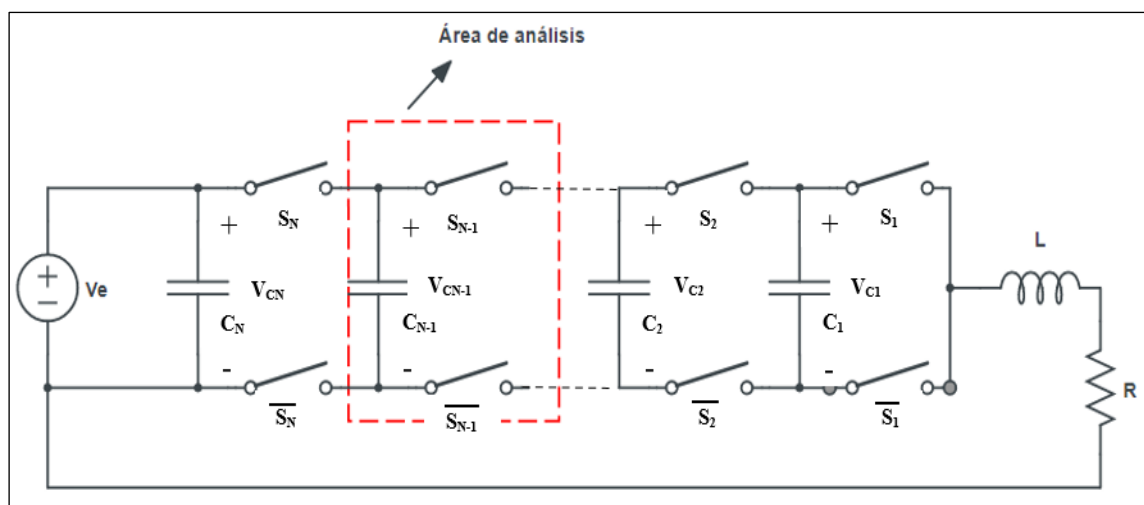 Área de análisis
S_N S_N-1 S_2 S_1
+ + + +
L
Ve V_CN V_CN-1 V_C2 V_C1
+
−
C_N C_N-1 C_2 C_1
- - - -
R
S̅_N̅ S̅_N̅-̅1̅ S̅_2̅ S̅_1̅